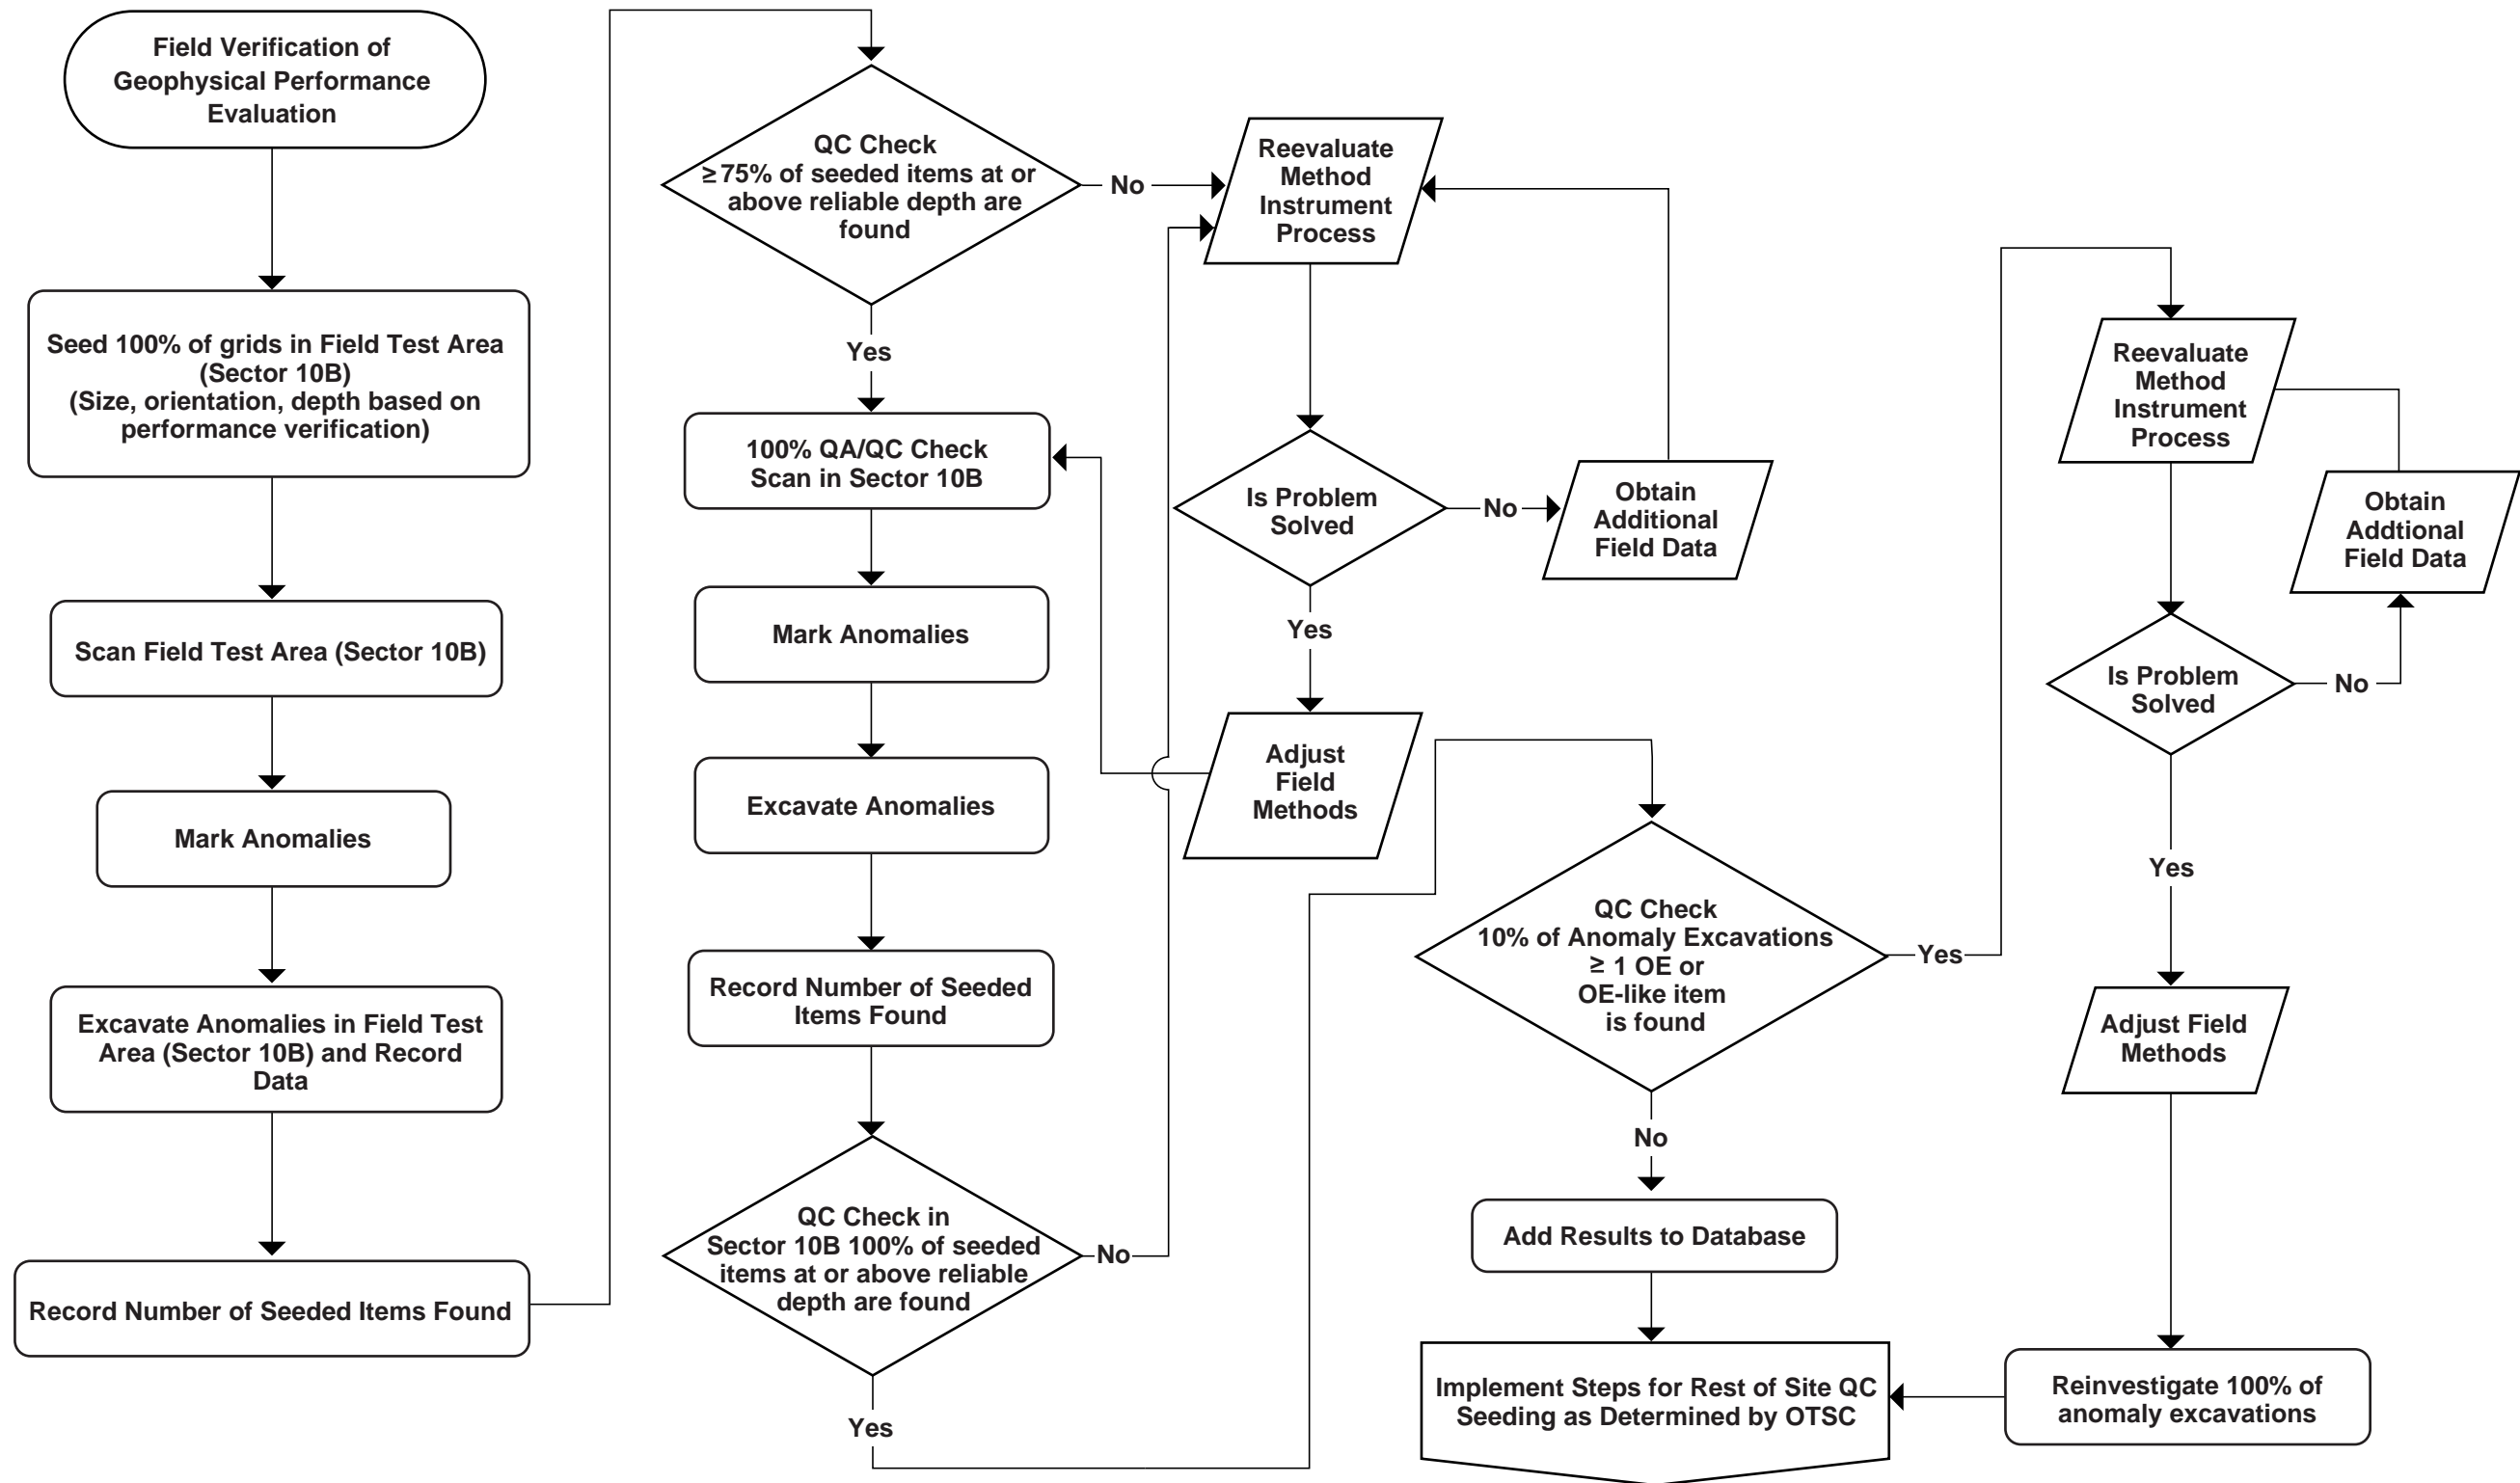 Field Verification of
Geophysical Performance
Evaluation
Seed 100% of grids in Field Test Area
(Sector 10B)
(Size, orientation, depth based on
performance verification)
Scan Field Test Area (Sector 10B)
Mark Anomalies
Excavate Anomalies in Field Test
Area (Sector 10B) and Record
Data
Record Number of Seeded Items Found
QC Check
≥75% of seeded items at or
above reliable depth are
found
No
Yes
100% QA/QC Check
Scan in Sector 10B
Mark Anomalies
Excavate Anomalies
Record Number of Seeded
Items Found
QC Check in
Sector 10B 100% of seeded
items at or above reliable
depth are found
No
Yes
Reevaluate
Method
Instrument
Process
Is Problem
Solved
No
Obtain
Additional
Field Data
Yes
Adjust
Field
Methods
QC Check
10% of Anomaly Excavations
≥ 1 OE or
OE-like item
is found
Yes
No
Add Results to Database
Implement Steps for Rest of Site QC
Seeding as Determined by OTSC
Reevaluate
Method
Instrument
Process
Obtain
Addtional
Field Data
Is Problem
Solved
No
Yes
Adjust Field
Methods
Reinvestigate 100% of
anomaly excavations